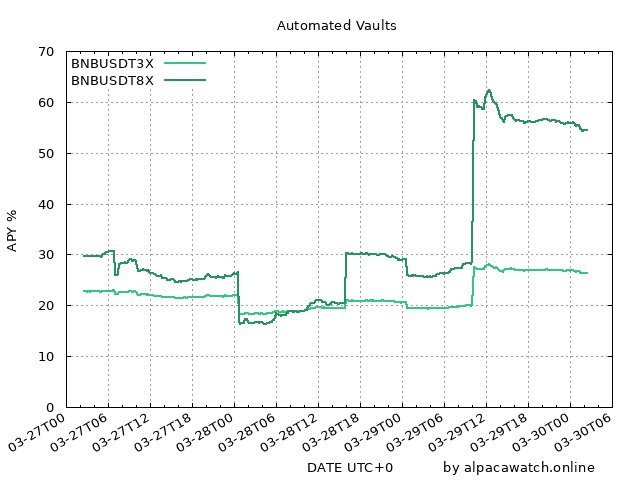 Automated Vaults
BNBUSDT3X
BNBUSDT8X
APY %
70
60
50
40
30
20
10
0
03-27T00
03-27T06
03-27T12
03-27T18
03-28T00
03-28T06
03-28T12
03-28T18
03-29T00
03-29T06
03-29T12
03-29T18
03-30T00
03-30T06
DATE UTC+0
by alpacawatch.online